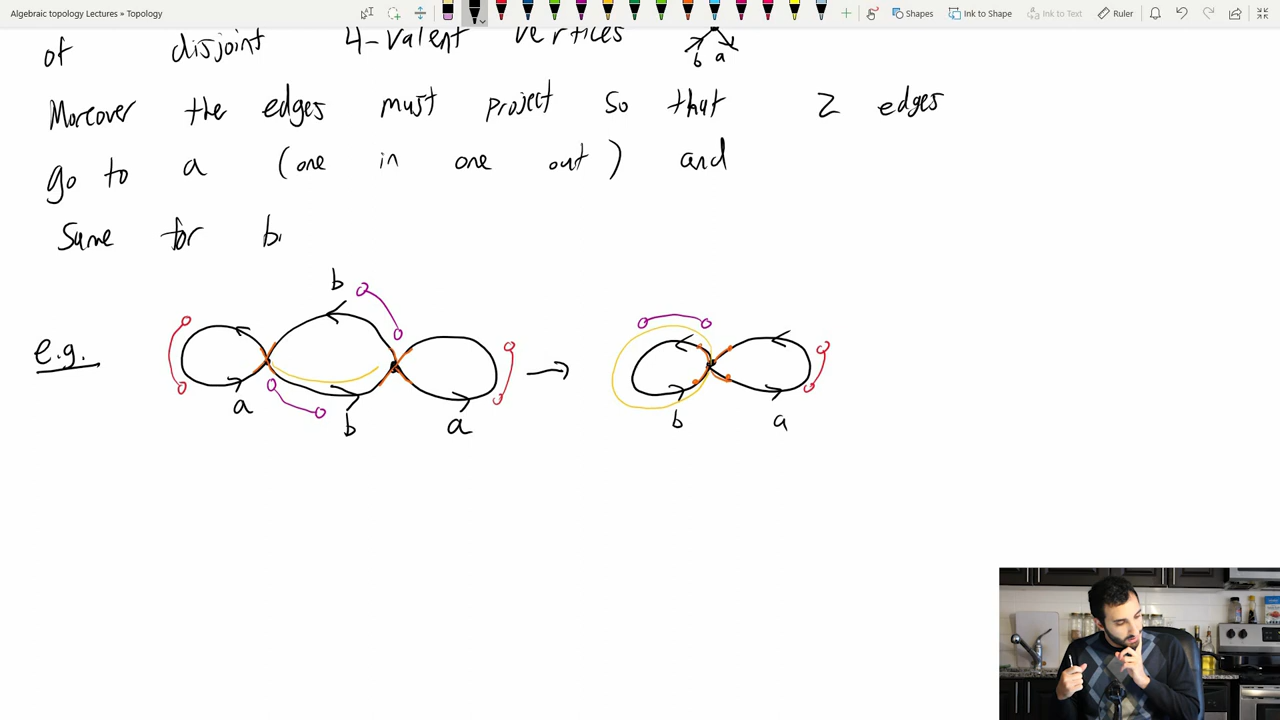 Algebraic topology Lectures » Topology
Shapes Ink to Shape Ink to Text Ruler
of disjoint 4-valent vertices
b a
Moreover the edges must project so that 2 edges
go to a (one in one out) and
Same for b.
b
e.g.
a b a
b a